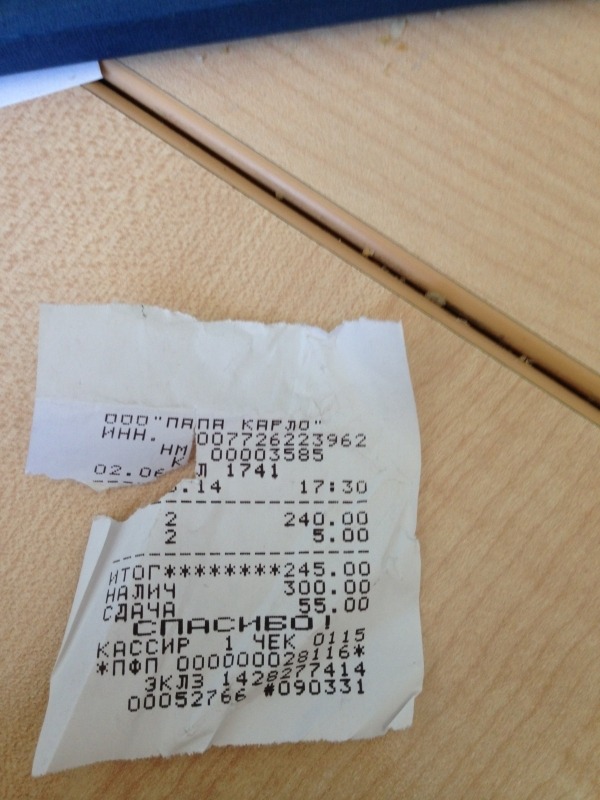 ООО"ПАПА КАРЛО"
ИНН. 007726223962
НМ 00003585
К Л 1741
02.06 .14 17:30
2 240.00
2 5.00
ИТОГ********245.00
НАЛИЧ 300.00
СДАЧА 55.00
СПАСИБО!
КАССИР 1 ЧЕК 0115
*ПФП 000000028116*
ЭКЛЗ 1428277414
00052766 #090331